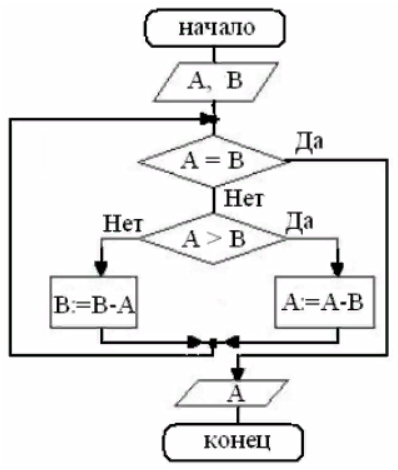 начало
A, B
Да
A = B
Нет
Нет
Да
A > B
B:=B-A
A:=A-B
A
конец